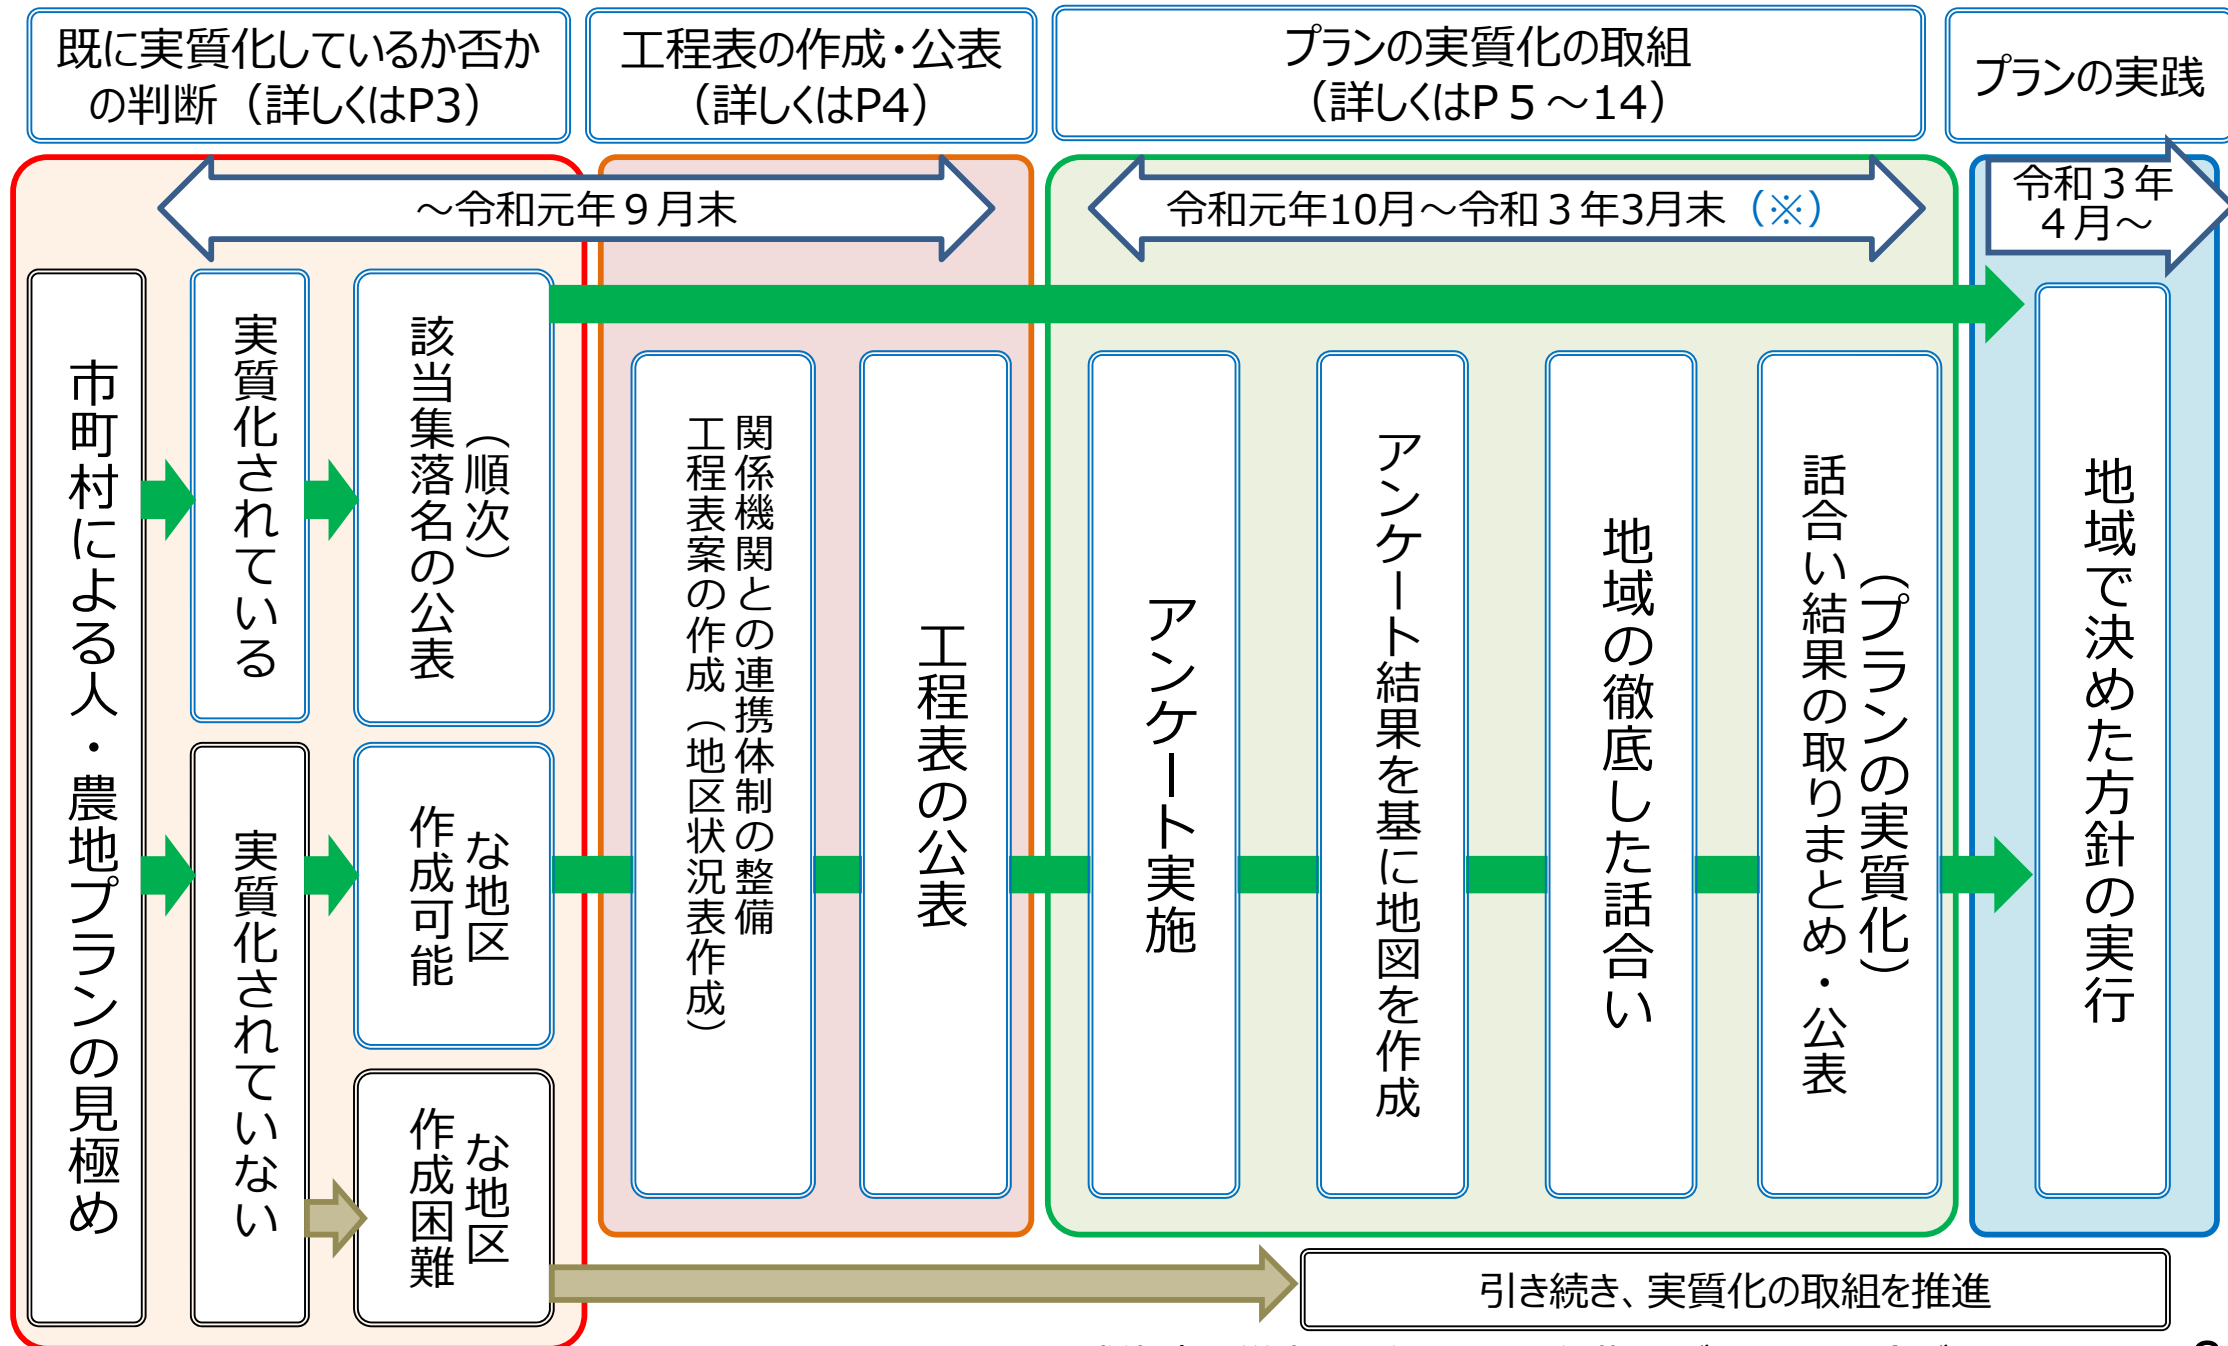 既に実質化しているか否か
の判断（詳しくはP3）
工程表の作成・公表
（詳しくはP4）
プランの実質化の取組
（詳しくはP５～14）
プランの実践
～令和元年９月末
令和元年10月～令和３年3月末（※）
令和３年
４月～
市町村による人・農地プランの見極め
実質化されている
該当集落名の公表
（順次）
実質化されていない
作成可能
な地区
作成困難
な地区
関係機関との連携体制の整備
工程表案の作成（地区状況表作成）
工程表の公表
アンケート実施
アンケート結果を基に地図を作成
地域の徹底した話合い
話合い結果の取りまとめ・公表
（プランの実質化）
地域で決めた方針の実行
引き続き、実質化の取組を推進